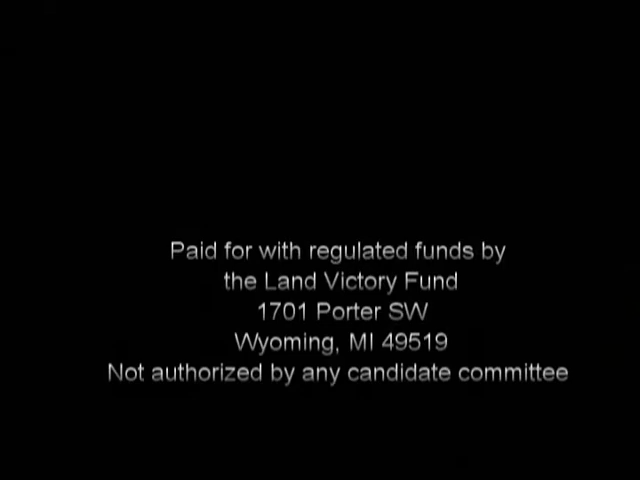 Paid for with regulated funds by
the Land Victory Fund
1701 Porter SW
Wyoming, MI 49519
Not authorized by any candidate committee